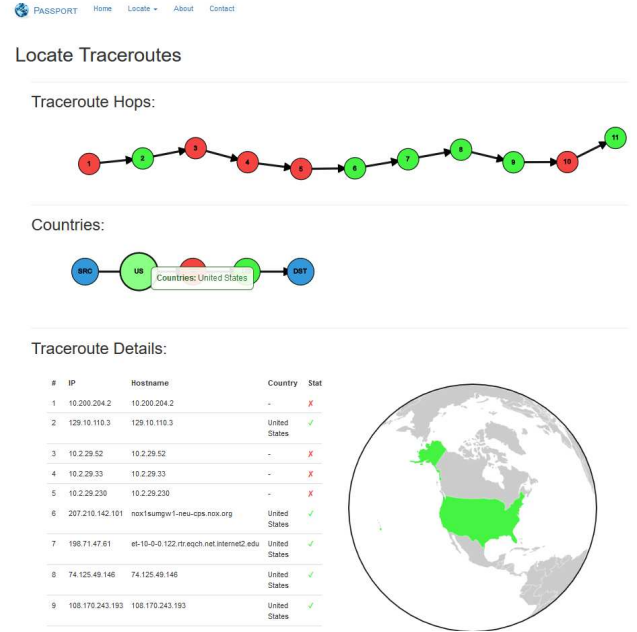 PASSPORT Home Locate About Contact
Locate Traceroutes
Traceroute Hops:
1 2 3 4 5 6 7 8 9 10 11
Countries:
SRC US DST
Countries: United States
Traceroute Details:
# IP Hostname Country Stat
1 10.200.204.2 10.200.204.2 - ✗
2 129.10.110.3 129.10.110.3 United States ✓
3 10.2.29.52 10.2.29.52 - ✗
4 10.2.29.33 10.2.29.33 - ✗
5 10.2.29.230 10.2.29.230 - ✗
6 207.210.142.101 nox1sumgw1-neu-cps.nox.org United States ✓
7 198.71.47.61 et-10-0-0.122.rtr.eqch.net.internet2.edu United States ✓
8 74.125.49.146 74.125.49.146 United States ✓
9 108.170.243.193 108.170.243.193 United States ✓